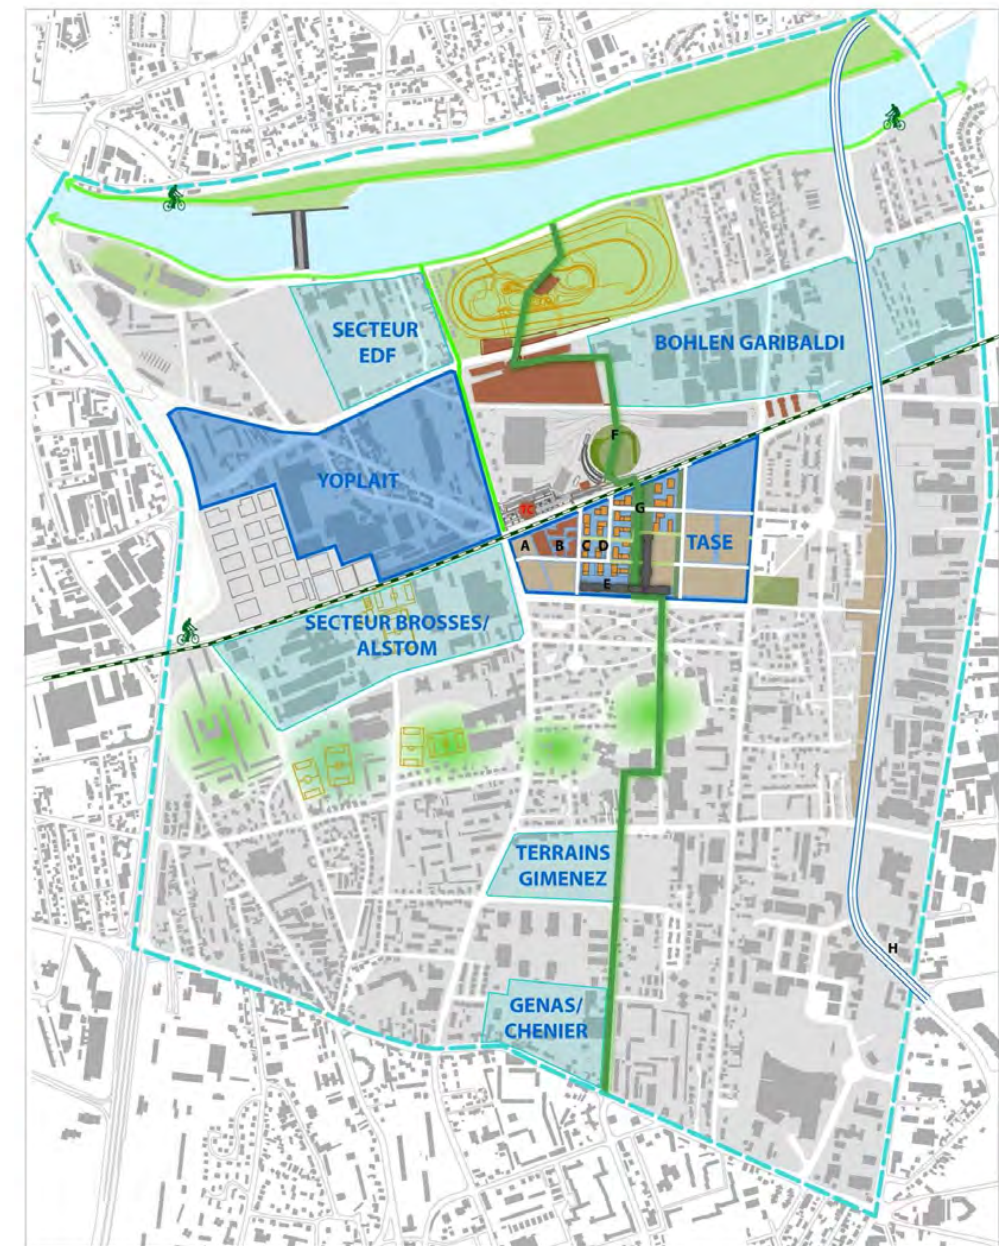 SECTEUR
EDF
BOHLEN GARIBALDI
YOPLAIT
F
TC
G
A
B
C
D
TASE
E
SECTEUR BROSSES/
ALSTOM
TERRAINS
GIMENEZ
H
GENAS/
CHENIER